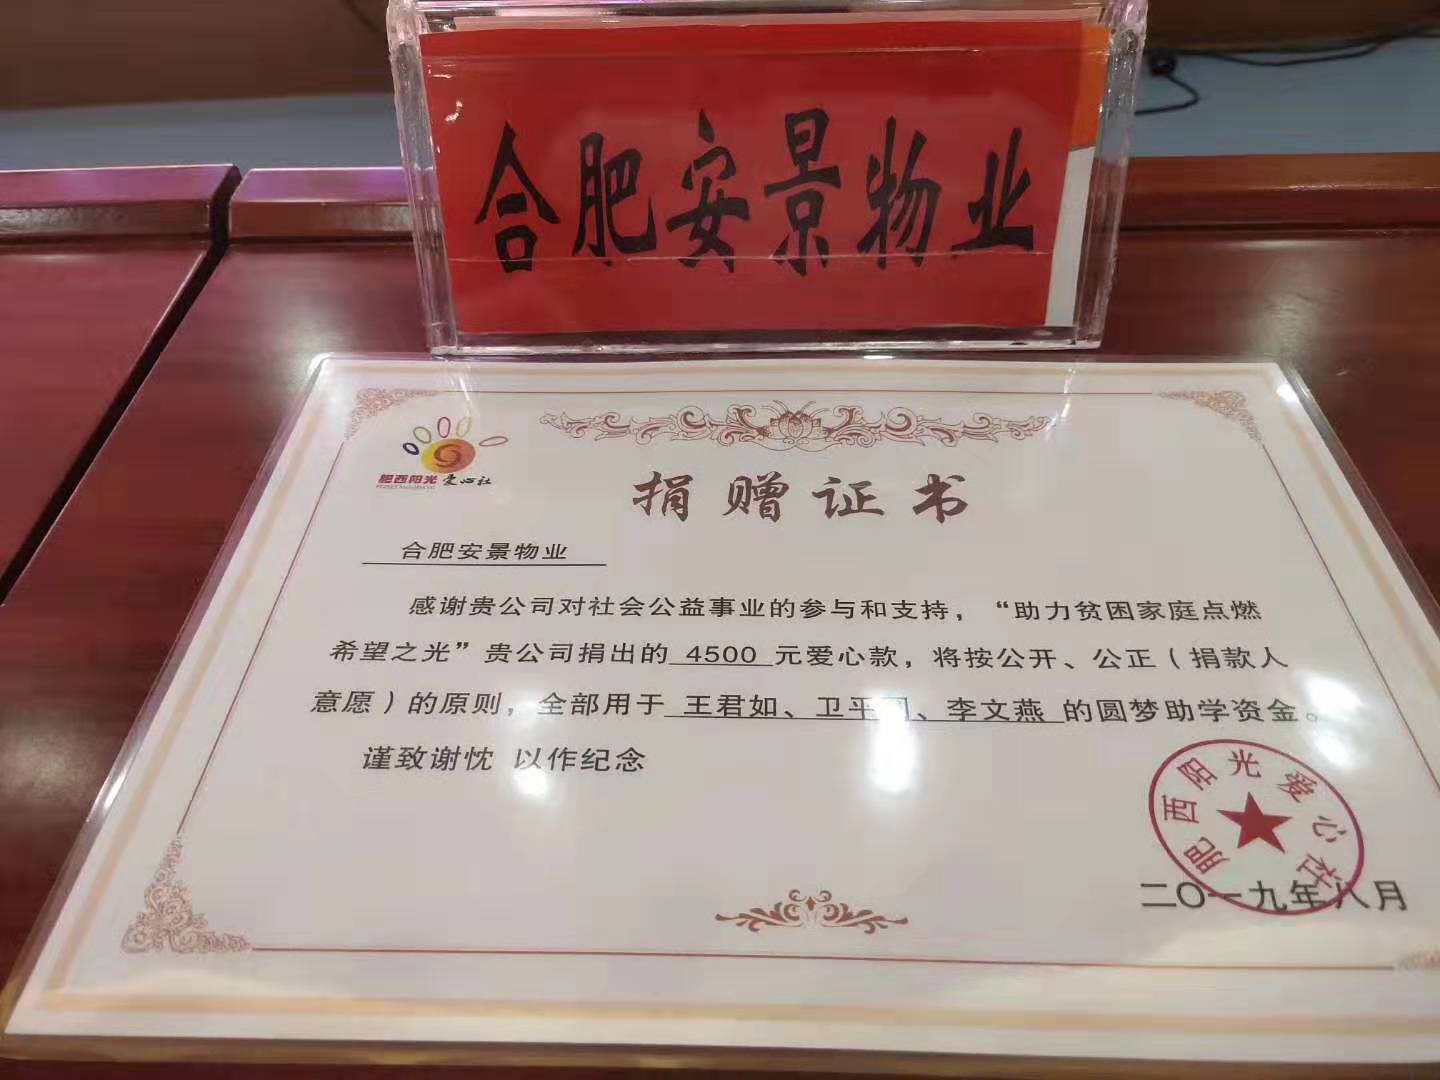 合肥安景物业
肥西阳光爱心社
捐赠证书
合肥安景物业
感谢贵公司对社会公益事业的参与和支持，“助力贫困家庭点燃
希望之光”贵公司捐出的 4500 元爱心款，将按公开、公正（捐款人
意愿）的原则，全部用于 王君如、卫平、李文燕 的圆梦助学资金。
谨致谢忱 以作纪念
肥西阳光爱心社
二〇一九年八月